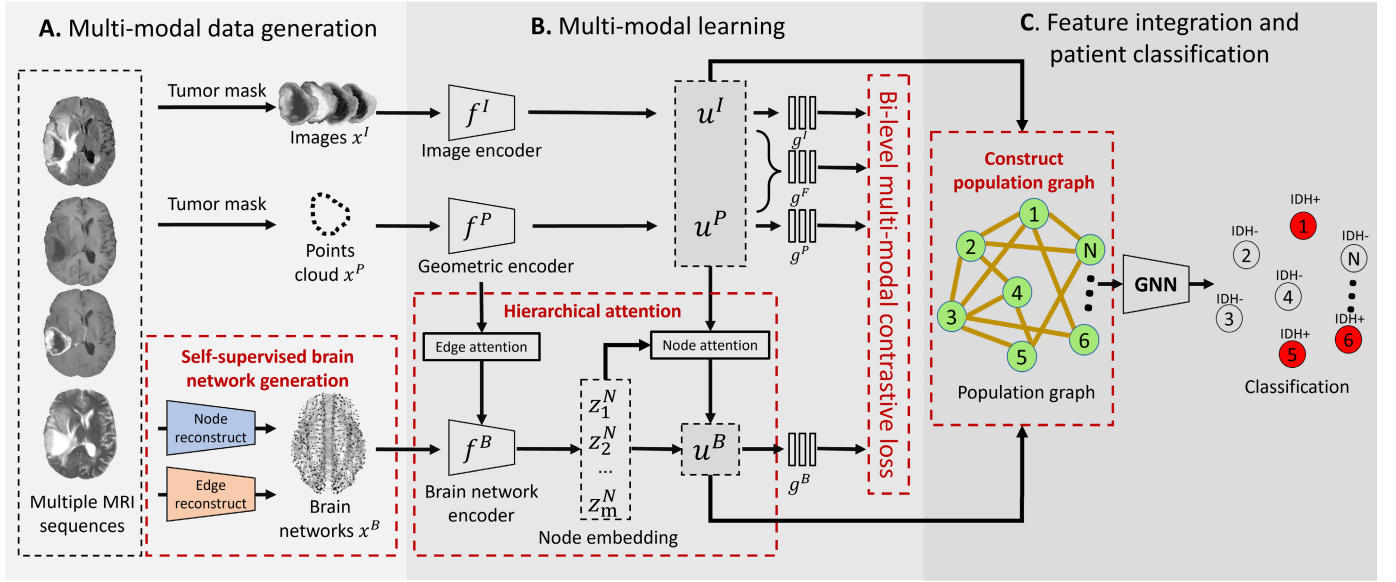 A. Multi-modal data generation
Tumor mask
Images x^I
Tumor mask
Points
cloud x^P
Self-supervised brain
network generation
Node
reconstruct
Edge
reconstruct
Brain
networks x^B
Multiple MRI
sequences
B. Multi-modal learning
f^I
Image encoder
f^P
Geometric encoder
u^I
u^P
g^I
g^F
g^P
Hierarchical attention
Edge attention
Node attention
f^B
Brain network
encoder
z_1^N
z_2^N
...
z_m^N
Node embedding
u^B
g^B
Bi-level multi-modal contrastive loss
C. Feature integration and
patient classification
Construct
population graph
1
2
N
4
3
6
5
Population graph
GNN
IDH+
1
IDH-
2
IDH-
N
IDH-
4
IDH-
3
IDH+
5
IDH+
6
Classification